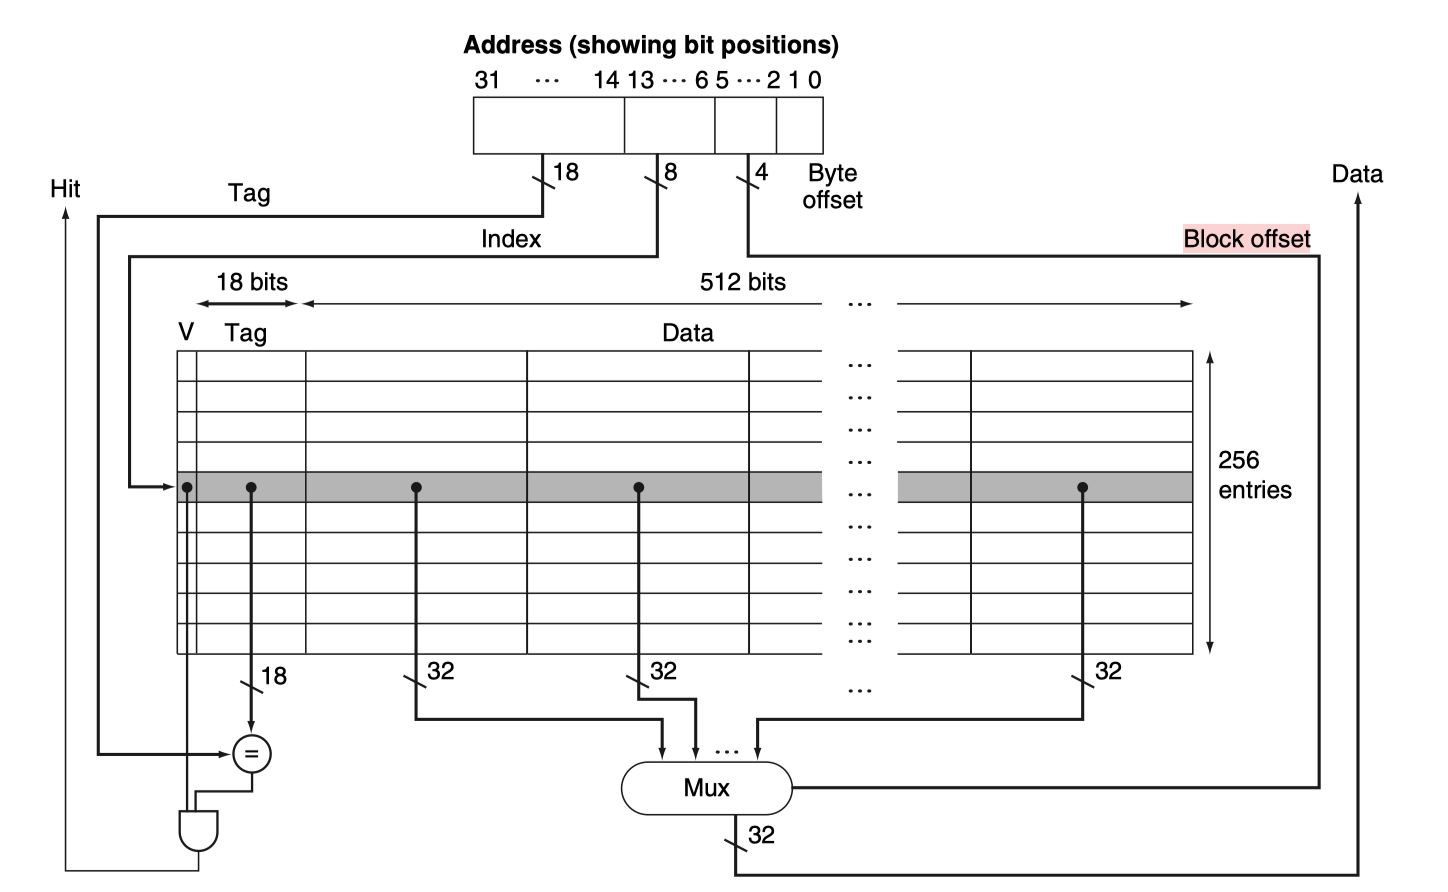 Address (showing bit positions)
31 ... 14 13 ... 6 5 ... 2 1 0
18 8 4 Byte offset
Hit
Tag
Data
Index
Block offset
18 bits
512 bits
...
V Tag Data
...
...
...
...
...
...
...
...
...
...
256
entries
18 32 32 ... 32
=
...
Mux
32